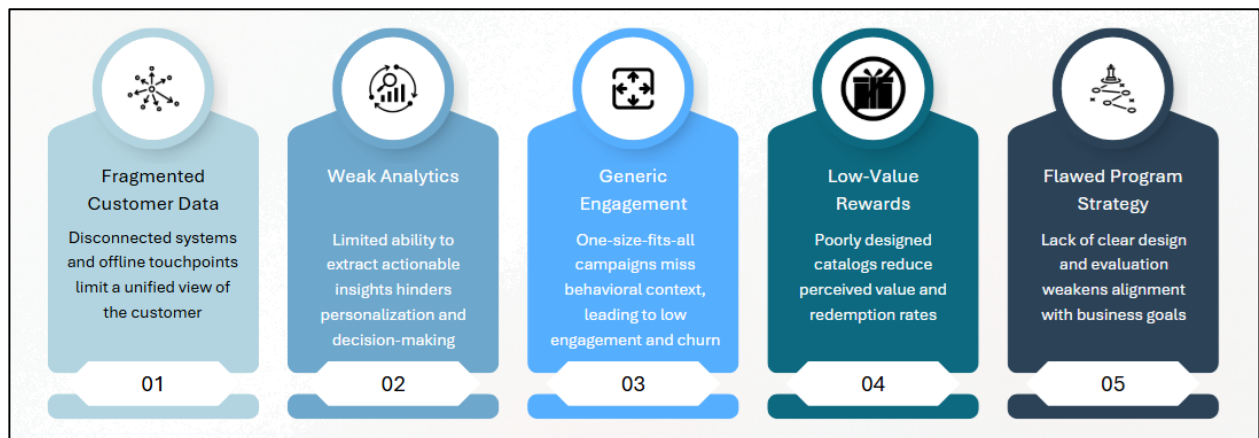 Fragmented
Customer Data
Disconnected systems
and offline touchpoints
limit a unified view of
the customer
01
Weak Analytics
Limited ability to
extract actionable
insights hinders
personalization and
decision-making
02
Generic
Engagement
One-size-fits-all
campaigns miss
behavioral context,
leading to low
engagement and churn
03
Low-Value
Rewards
Poorly designed
catalogs reduce
perceived value and
redemption rates
04
Flawed Program
Strategy
Lack of clear design
and evaluation
weakens alignment
with business goals
05